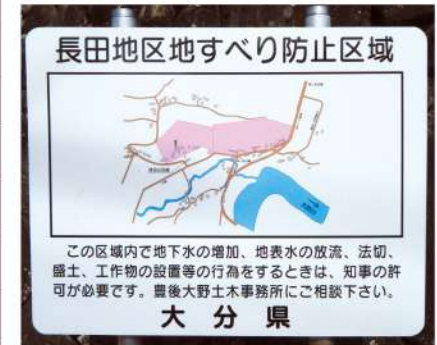 長田地区地すべり防止区域
この区域内で地下水の増加、地表水の放流、法切、
盛土、工作物の設置等の行為をするときは、知事の許
可が必要です。豊後大野土木事務所にご相談下さい。
大分県